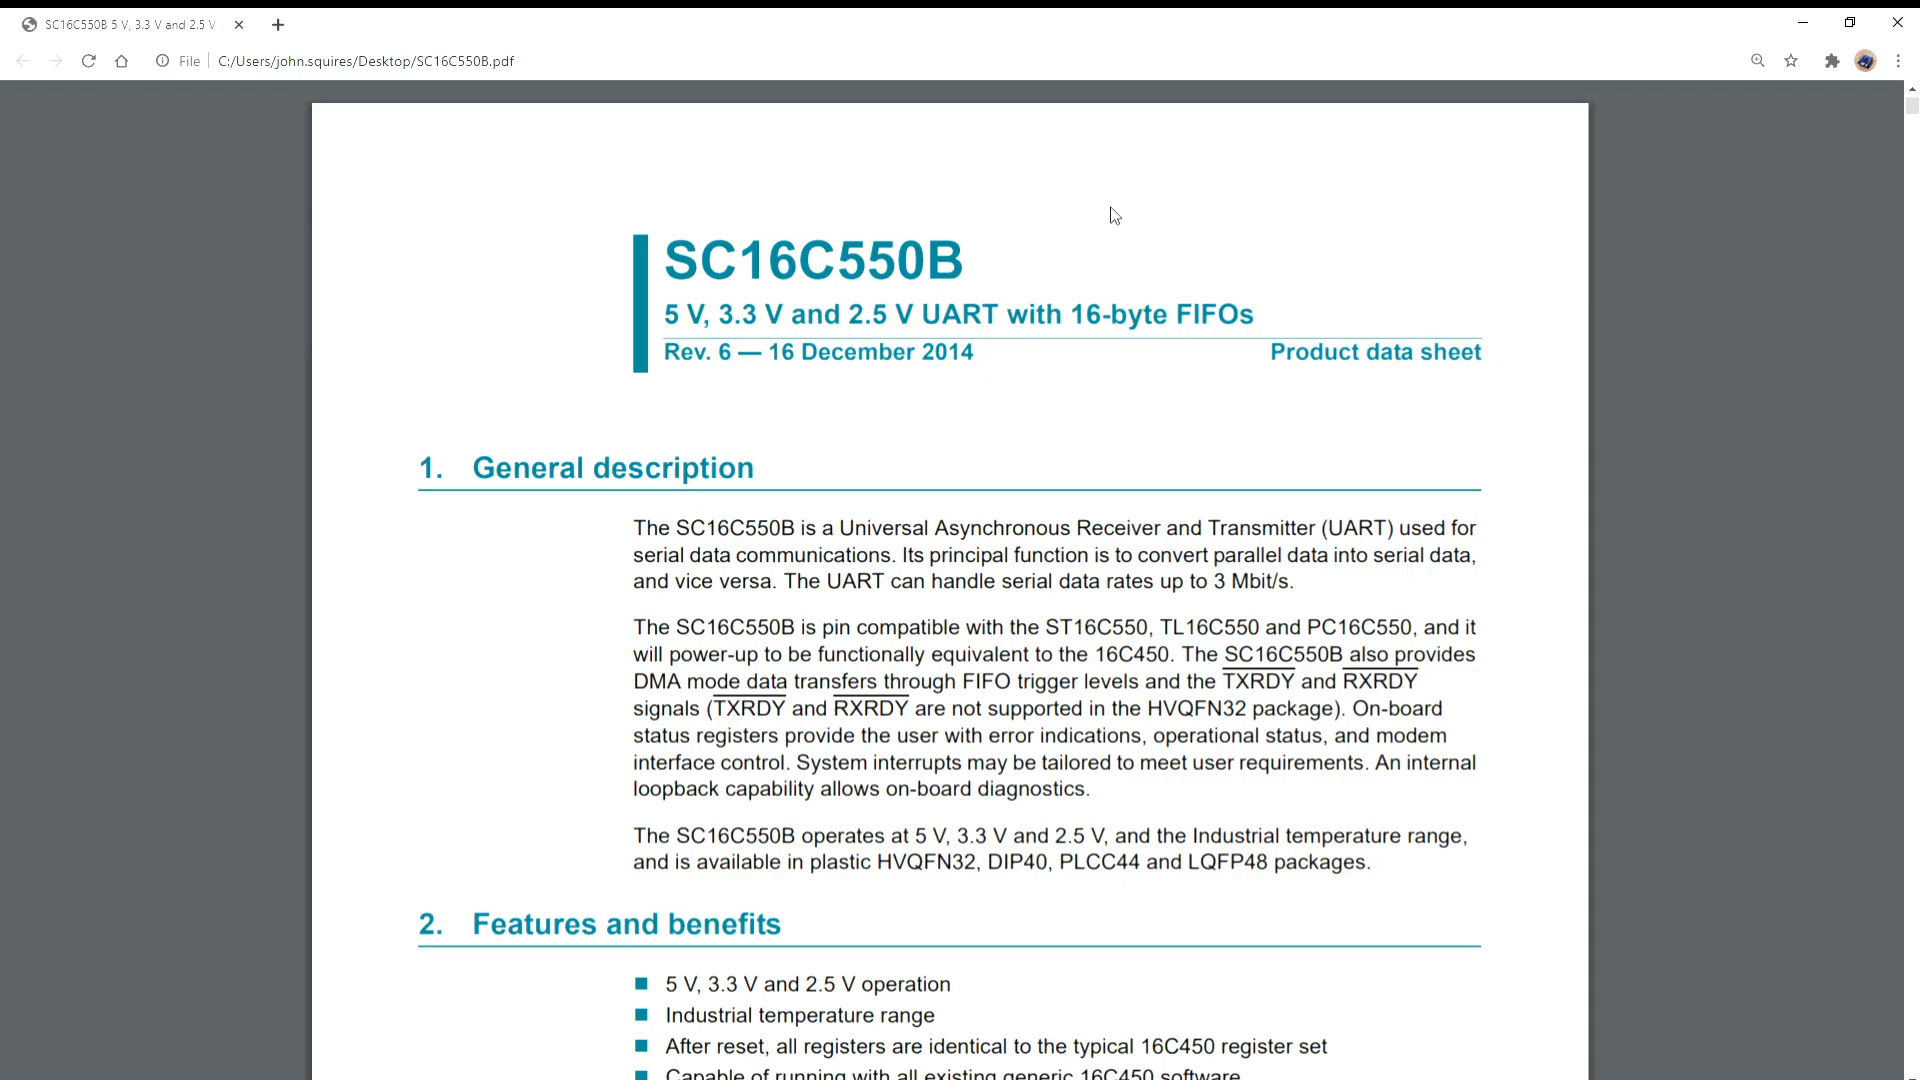 SC16C550B 5 V, 3.3 V and 2.5 V
File C:/Users/john.squires/Desktop/SC16C550B.pdf
SC16C550B
5 V, 3.3 V and 2.5 V UART with 16-byte FIFOs
Rev. 6 — 16 December 2014 Product data sheet
1. General description
The SC16C550B is a Universal Asynchronous Receiver and Transmitter (UART) used for
serial data communications. Its principal function is to convert parallel data into serial data,
and vice versa. The UART can handle serial data rates up to 3 Mbit/s.
The SC16C550B is pin compatible with the ST16C550, TL16C550 and PC16C550, and it
will power-up to be functionally equivalent to the 16C450. The SC16C550B also provides
DMA mode data transfers through FIFO trigger levels and the TXRDY and RXRDY
signals (TXRDY and RXRDY are not supported in the HVQFN32 package). On-board
status registers provide the user with error indications, operational status, and modem
interface control. System interrupts may be tailored to meet user requirements. An internal
loopback capability allows on-board diagnostics.
The SC16C550B operates at 5 V, 3.3 V and 2.5 V, and the Industrial temperature range,
and is available in plastic HVQFN32, DIP40, PLCC44 and LQFP48 packages.
2. Features and benefits
■ 5 V, 3.3 V and 2.5 V operation
■ Industrial temperature range
■ After reset, all registers are identical to the typical 16C450 register set
■ Capable of running with all existing generic 16C450 software